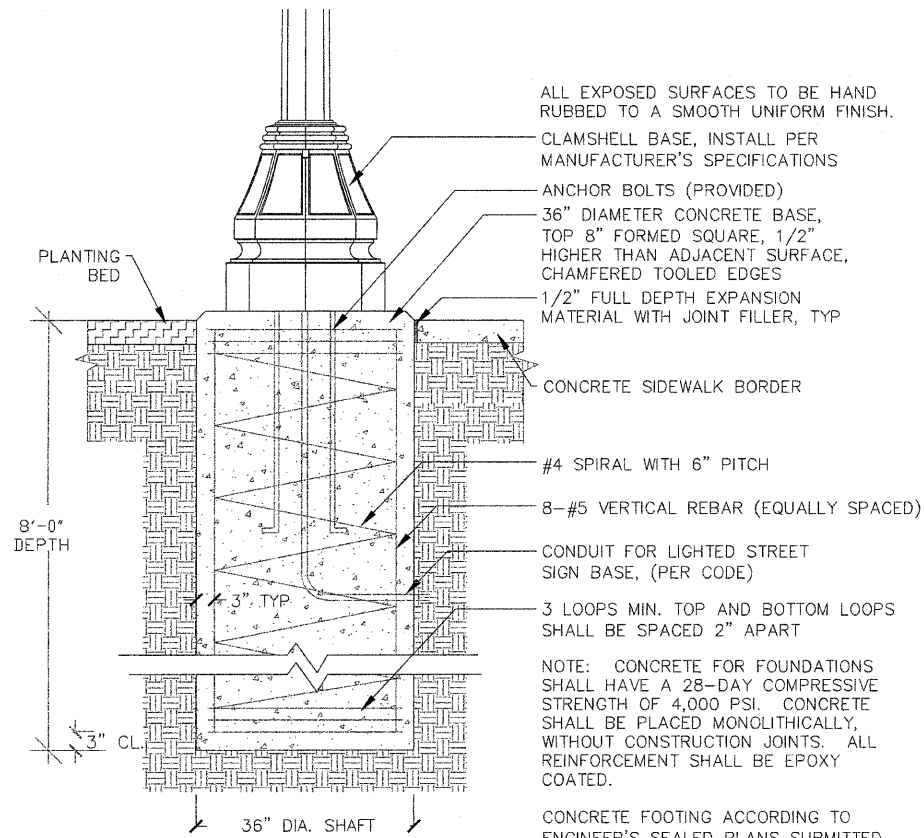 ALL EXPOSED SURFACES TO BE HAND
RUBBED TO A SMOOTH UNIFORM FINISH.
CLAMSHELL BASE, INSTALL PER
MANUFACTURER'S SPECIFICATIONS
ANCHOR BOLTS (PROVIDED)
36" DIAMETER CONCRETE BASE,
TOP 8" FORMED SQUARE, 1/2"
HIGHER THAN ADJACENT SURFACE,
CHAMFERED TOOLED EDGES
PLANTING
BED
1/2" FULL DEPTH EXPANSION
MATERIAL WITH JOINT FILLER, TYP
CONCRETE SIDEWALK BORDER
#4 SPIRAL WITH 6" PITCH
8-#5 VERTICAL REBAR (EQUALLY SPACED)
8'-0"
DEPTH
CONDUIT FOR LIGHTED STREET
SIGN BASE, (PER CODE)
3" TYP
3 LOOPS MIN. TOP AND BOTTOM LOOPS
SHALL BE SPACED 2" APART
NOTE: CONCRETE FOR FOUNDATIONS
SHALL HAVE A 28-DAY COMPRESSIVE
STRENGTH OF 4,000 PSI. CONCRETE
SHALL BE PLACED MONOLITHICALLY,
WITHOUT CONSTRUCTION JOINTS. ALL
REINFORCEMENT SHALL BE EPOXY
COATED.
3" CL.
36" DIA. SHAFT
CONCRETE FOOTING ACCORDING TO
ENGINEER'S SEALED PLANS SUBMITTED